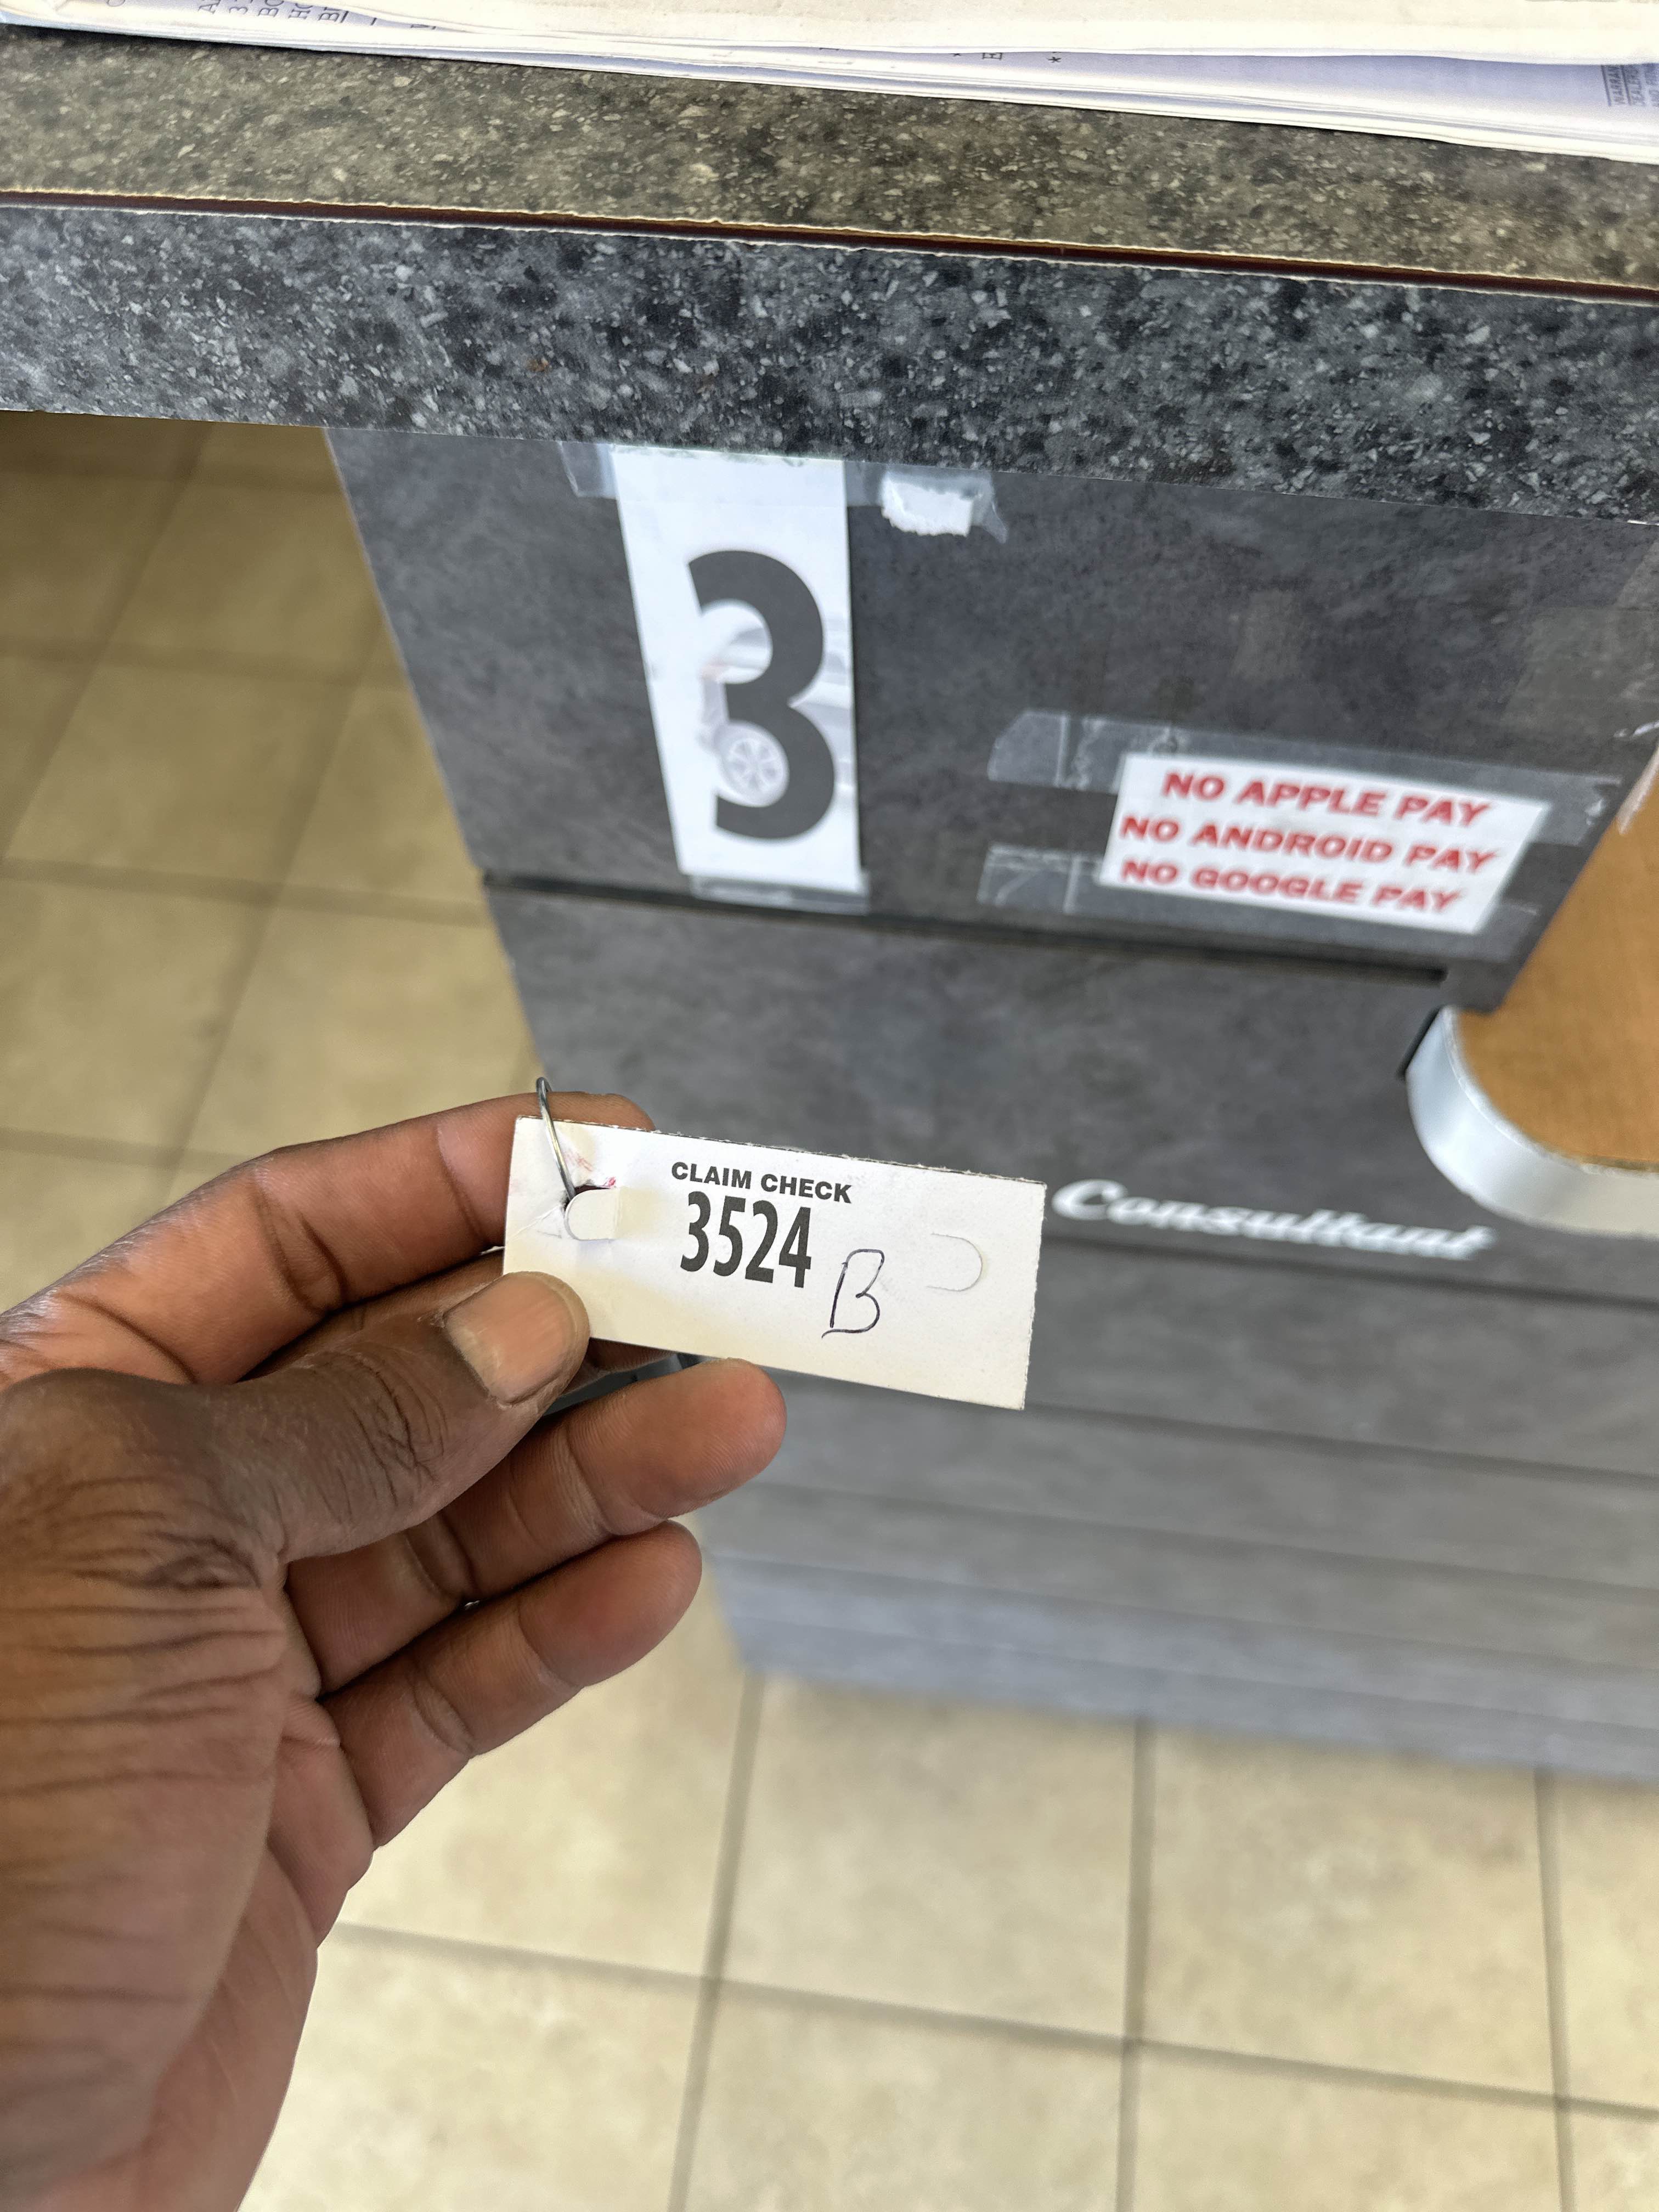 3
NO APPLE PAY
NO ANDROID PAY
NO GOOGLE PAY
Consultant
CLAIM CHECK
3524
B